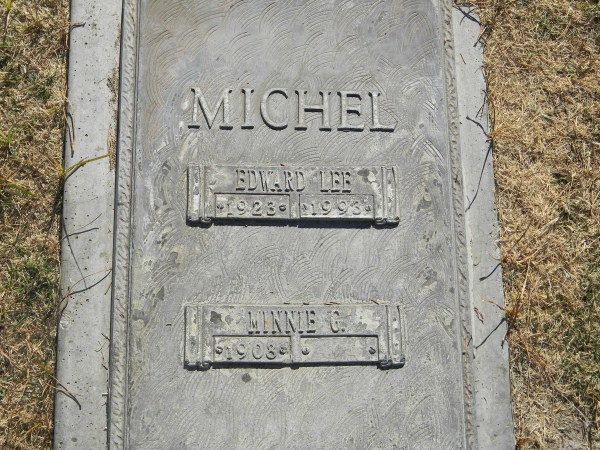 MICHEL
EDWARD LEE
1923 1993
MINNIE G.
1908